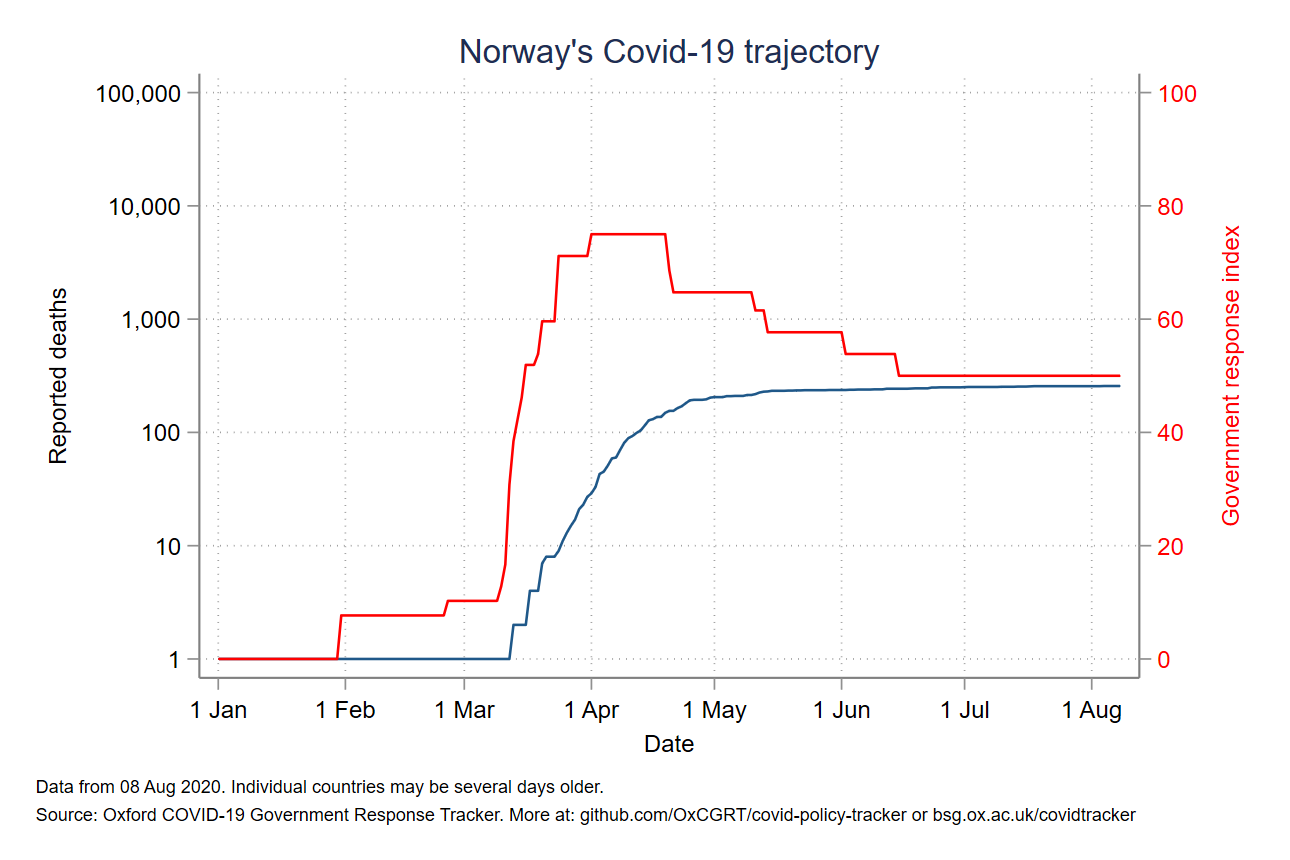 Norway's Covid-19 trajectory
100,000
10,000
1,000
100
10
1
Reported deaths
100
80
60
40
20
0
Government response index
1 Jan 1 Feb 1 Mar 1 Apr 1 May 1 Jun 1 Jul 1 Aug
Date
Data from 08 Aug 2020. Individual countries may be several days older.
Source: Oxford COVID-19 Government Response Tracker. More at: github.com/OxCGRT/covid-policy-tracker or bsg.ox.ac.uk/covidtracker